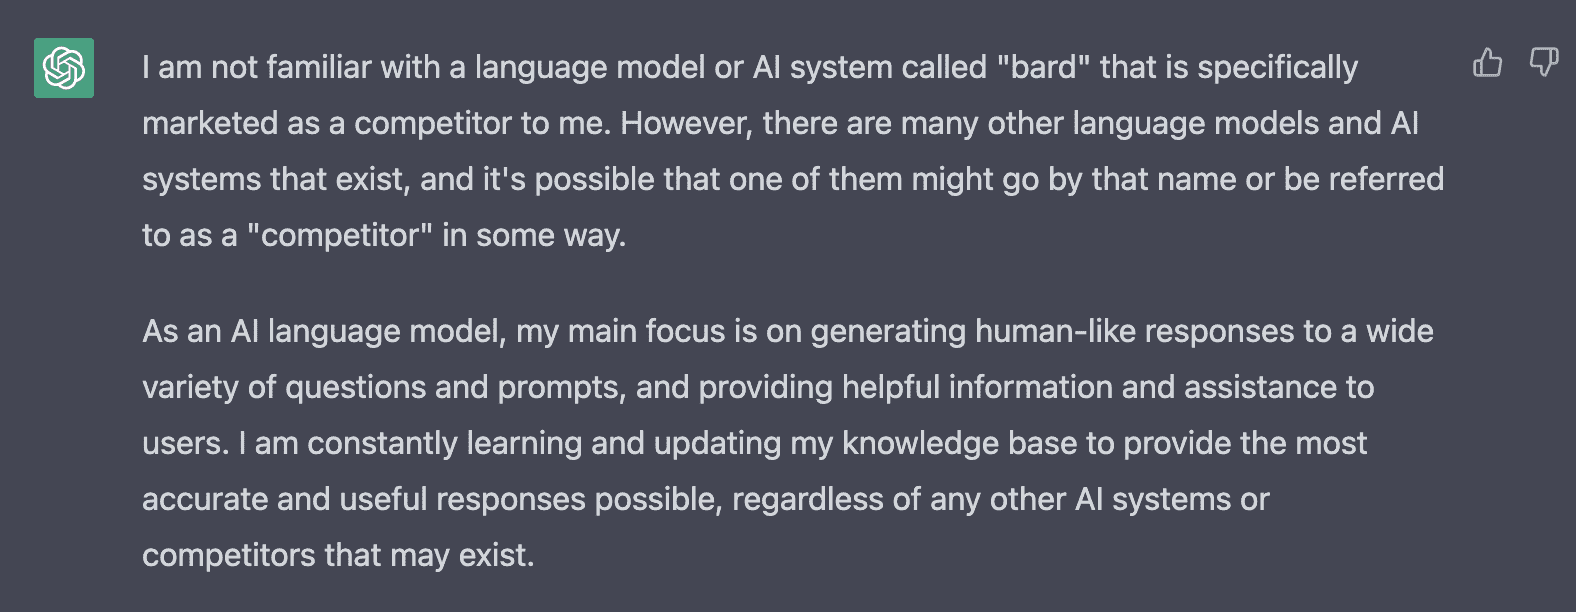 I am not familiar with a language model or AI system called "bard" that is specifically
marketed as a competitor to me. However, there are many other language models and AI
systems that exist, and it's possible that one of them might go by that name or be referred
to as a "competitor" in some way.
As an AI language model, my main focus is on generating human-like responses to a wide
variety of questions and prompts, and providing helpful information and assistance to
users. I am constantly learning and updating my knowledge base to provide the most
accurate and useful responses possible, regardless of any other AI systems or
competitors that may exist.